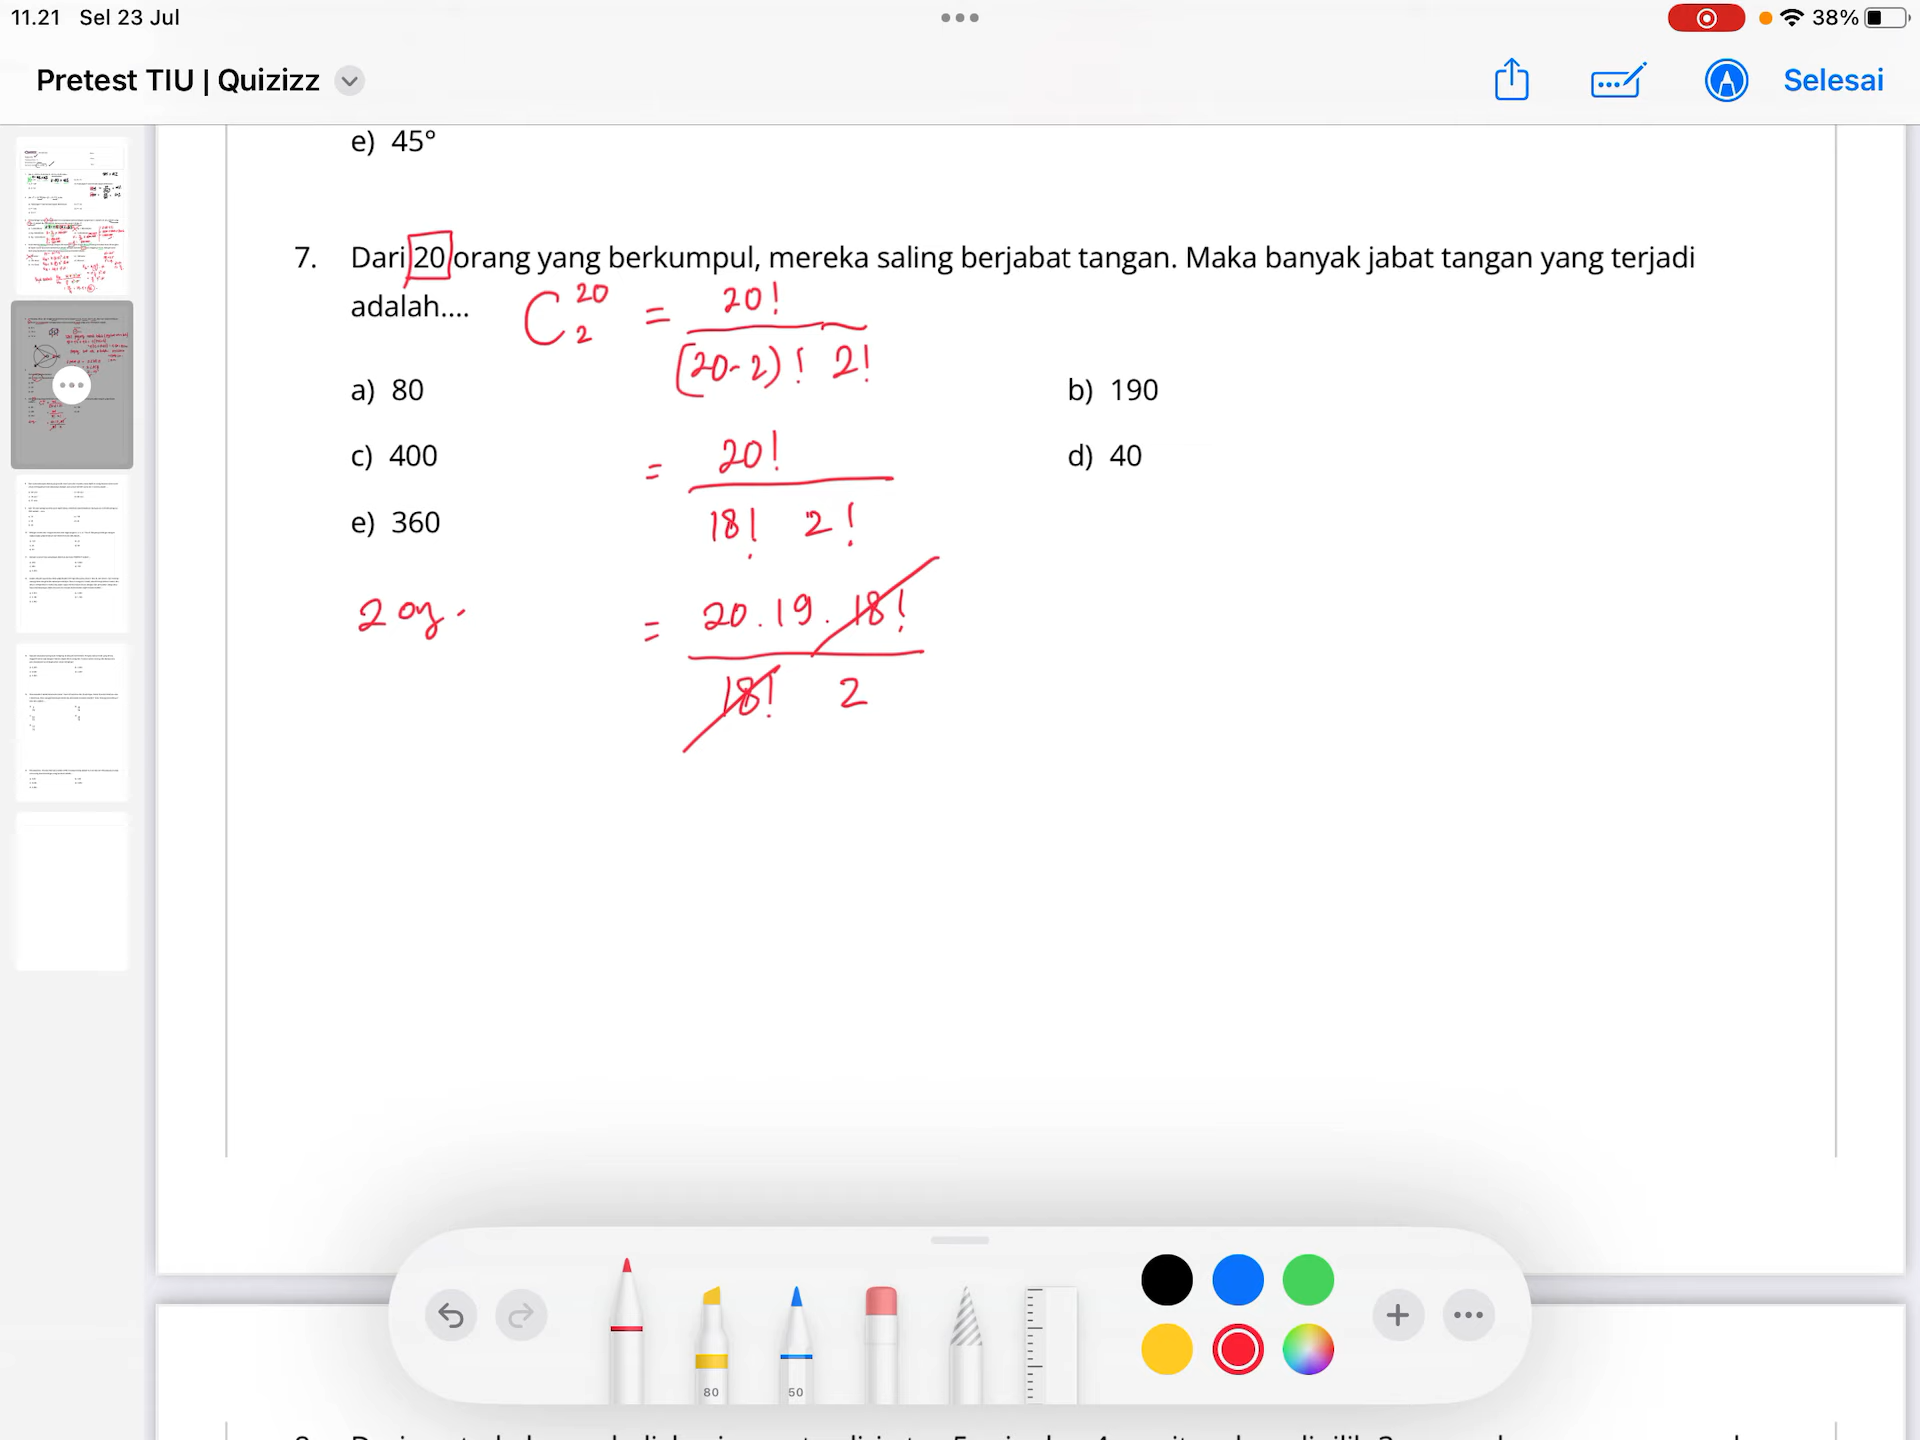 11.21 Sel 23 Jul
38%
Pretest TIU | Quizizz
Selesai
e) 45°
7. Dari 20 orang yang berkumpul, mereka saling berjabat tangan. Maka banyak jabat tangan yang terjadi
adalah....
C 20 2 = 20! / (20-2)! 2!
a) 80
b) 190
c) 400
d) 40
= 20! / 18! 2!
e) 360
2 og.
= 20.19.18! / 18! 2
80
50